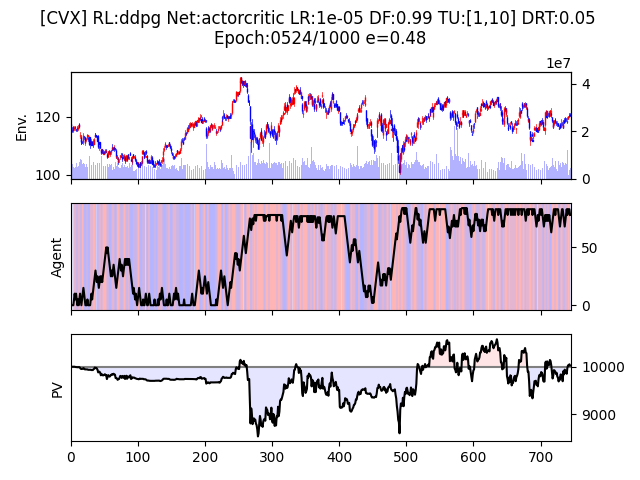 [CVX] RL:ddpg Net:actorcritic LR:1e-05 DF:0.99 TU:[1,10] DRT:0.05
Epoch:0524/1000 e=0.48
1e7
Env.
120
100
4
2
0
Agent
50
0
PV
10000
9000
0 100 200 300 400 500 600 700